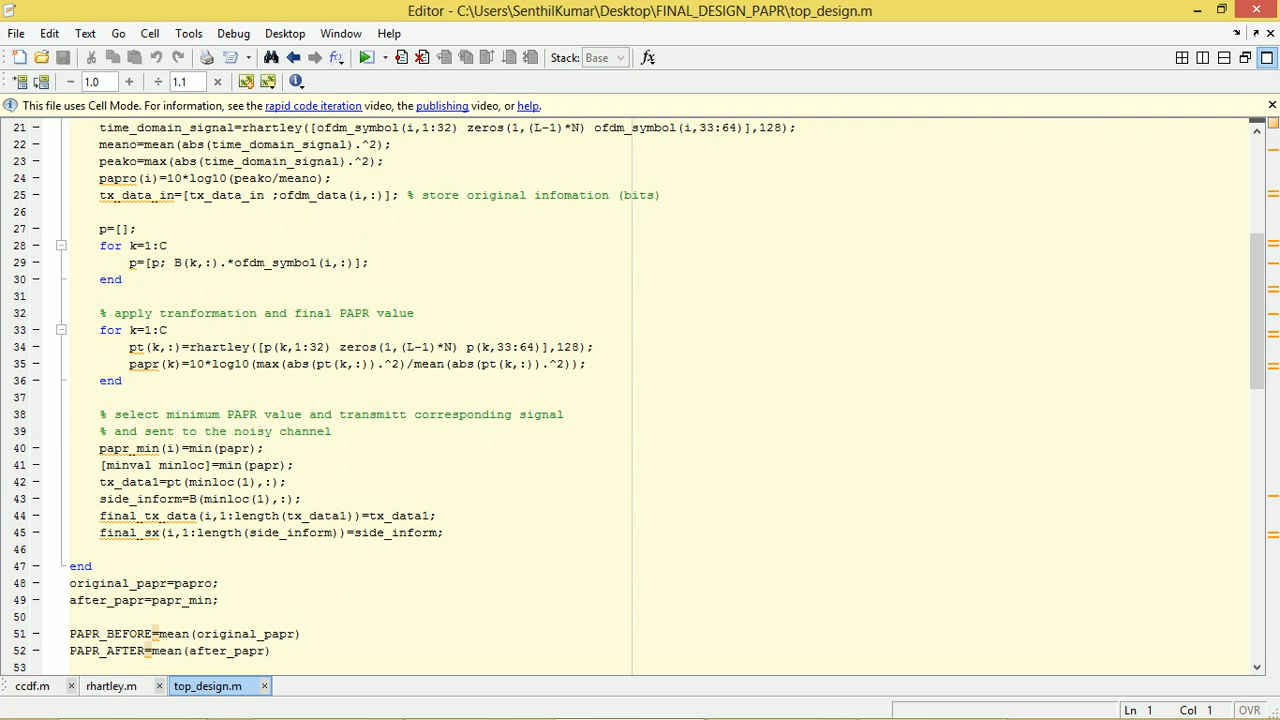 Editor - C:\Users\SenthilKumar\Desktop\FINAL_DESIGN_PAPR\top_design.m
File Edit Text Go Cell Tools Debug Desktop Window Help
Stack: Base fx
1.0 1.1
This file uses Cell Mode. For information, see the rapid code iteration video, the publishing video, or help.
21 time_domain_signal=rhartley([ofdm_symbol(i,1:32) zeros(1,(L-1)*N) ofdm_symbol(i,33:64)],128);
22 meano=mean(abs(time_domain_signal).^2);
23 peako=max(abs(time_domain_signal).^2);
24 papro(i)=10*log10(peako/meano);
25 tx_data_in=[tx_data_in ;ofdm_data(i,:)]; % store original infomation (bits)
26
27 p=[];
28 for k=1:C
29 p=[p; B(k,:).*ofdm_symbol(i,:)];
30 end
31
32 % apply tranformation and final PAPR value
33 for k=1:C
34 pt(k,:)=rhartley([p(k,1:32) zeros(1,(L-1)*N) p(k,33:64)],128);
35 papr(k)=10*log10(max(abs(pt(k,:)).^2)/mean(abs(pt(k,:)).^2));
36 end
37
38 % select minimum PAPR value and transmitt corresponding signal
39 % and sent to the noisy channel
40 papr_min(i)=min(papr);
41 [minval minloc]=min(papr);
42 tx_data1=pt(minloc(1),:);
43 side_inform=B(minloc(1),:);
44 final_tx_data(i,1:length(tx_data1))=tx_data1;
45 final_sx(i,1:length(side_inform))=side_inform;
46
47 end
48 original_papr=papro;
49 after_papr=papr_min;
50
51 PAPR_BEFORE=mean(original_papr)
52 PAPR_AFTER=mean(after_papr)
53
ccdf.m rhartley.m top_design.m
Ln 1 Col 1 OVR